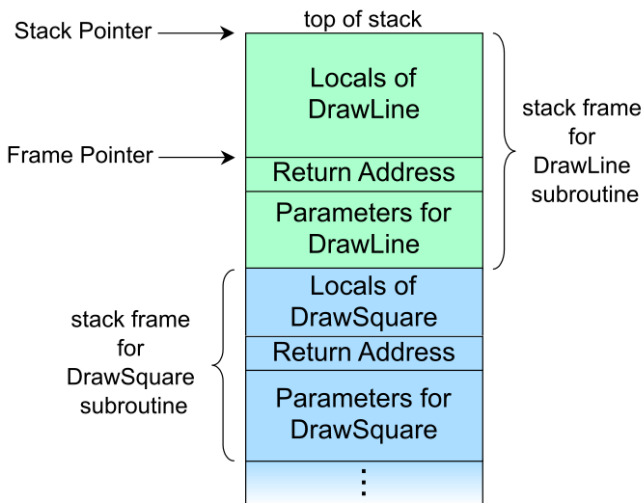 top of stack
Stack Pointer
Locals of
DrawLine
stack frame
for
DrawLine
subroutine
Frame Pointer
Return Address
Parameters for
DrawLine
Locals of
DrawSquare
stack frame
for
DrawSquare
subroutine
Return Address
Parameters for
DrawSquare
⋮